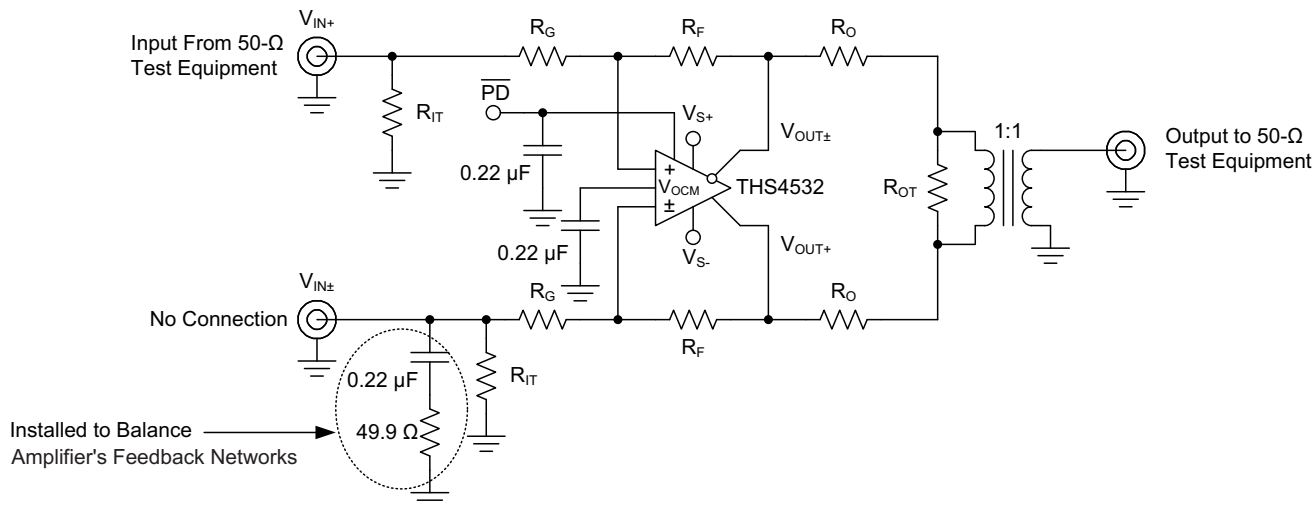 V_IN+
Input From 50-Ω
Test Equipment
R_IT
R_G
R_F
R_O
PD
0.22 µF
V_S+
V_OUT±
+
V_OCM
±
THS4532
0.22 µF
V_S-
V_OUT+
R_OT
1:1
Output to 50-Ω
Test Equipment
V_IN±
No Connection
R_G
R_F
R_O
0.22 µF
R_IT
49.9 Ω
Installed to Balance
Amplifier's Feedback Networks